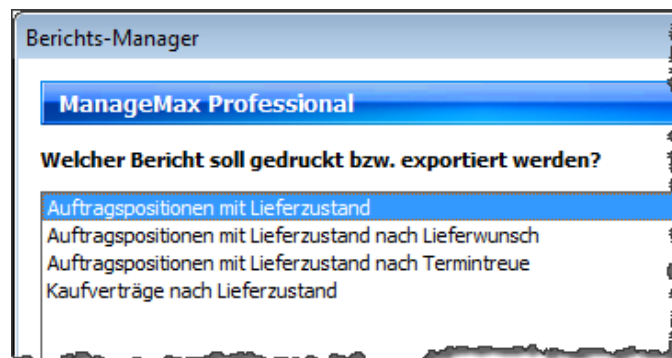 Berichts-Manager
ManageMax Professional
Welcher Bericht soll gedruckt bzw. exportiert werden?
Auftragspositionen mit Lieferzustand
Auftragspositionen mit Lieferzustand nach Lieferwunsch
Auftragspositionen mit Lieferzustand nach Termintreue
Kaufverträge nach Lieferzustand